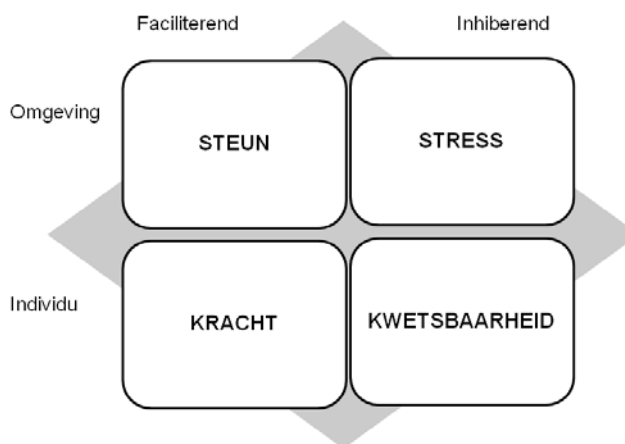 Faciliterend Inhiberend
Omgeving
STEUN STRESS
Individu
KRACHT KWETSBAARHEID